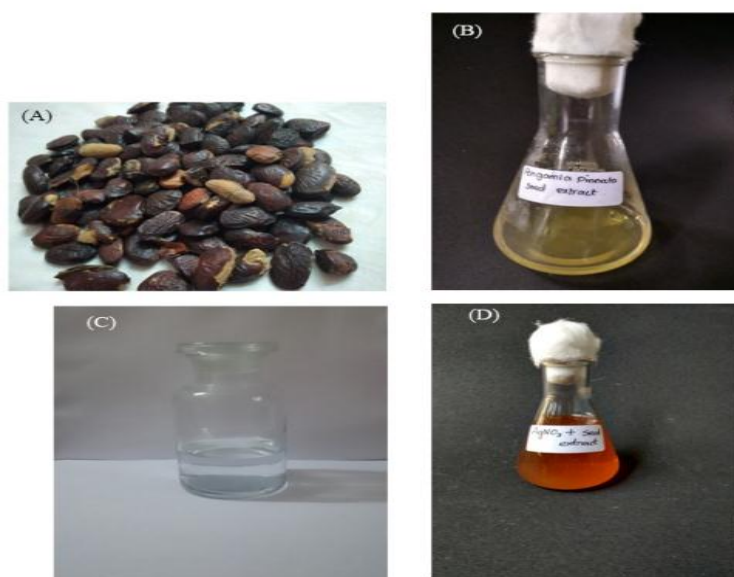 (A)
(B)
Pongamia Pinnata
seed extract
(C)
(D)
AgNO₃ + Seed
extract